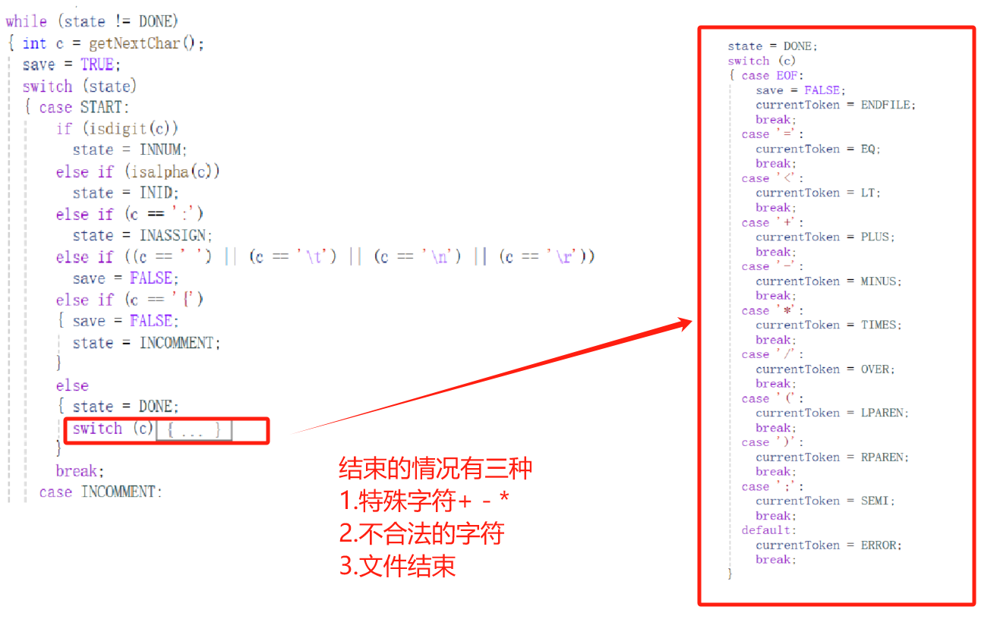 while (state != DONE)
{ int c = getNextChar();
save = TRUE;
switch (state)
{ case START:
if (isdigit(c))
state = INNUM;
else if (isalpha(c))
state = INID;
else if (c == ':')
state = INASSIGN;
else if ((c == ' ') || (c == '\t') || (c == '\n') || (c == '\r'))
save = FALSE;
else if (c == '{')
{ save = FALSE;
state = INCOMMENT;
}
else
{ state = DONE;
switch (c) { ... }
}
break;
case INCOMMENT:
结束的情况有三种
1.特殊字符+ - *
2.不合法的字符
3.文件结束
state = DONE;
switch (c)
{ case EOF:
save = FALSE;
currentToken = ENDFILE;
break;
case '=':
currentToken = EQ;
break;
case '<':
currentToken = LT;
break;
case '+':
currentToken = PLUS;
break;
case '-':
currentToken = MINUS;
break;
case '*':
currentToken = TIMES;
break;
case '/':
currentToken = OVER;
break;
case '(':
currentToken = LPAREN;
break;
case ')':
currentToken = RPAREN;
break;
case ';':
currentToken = SEMI;
break;
default:
currentToken = ERROR;
break;
}